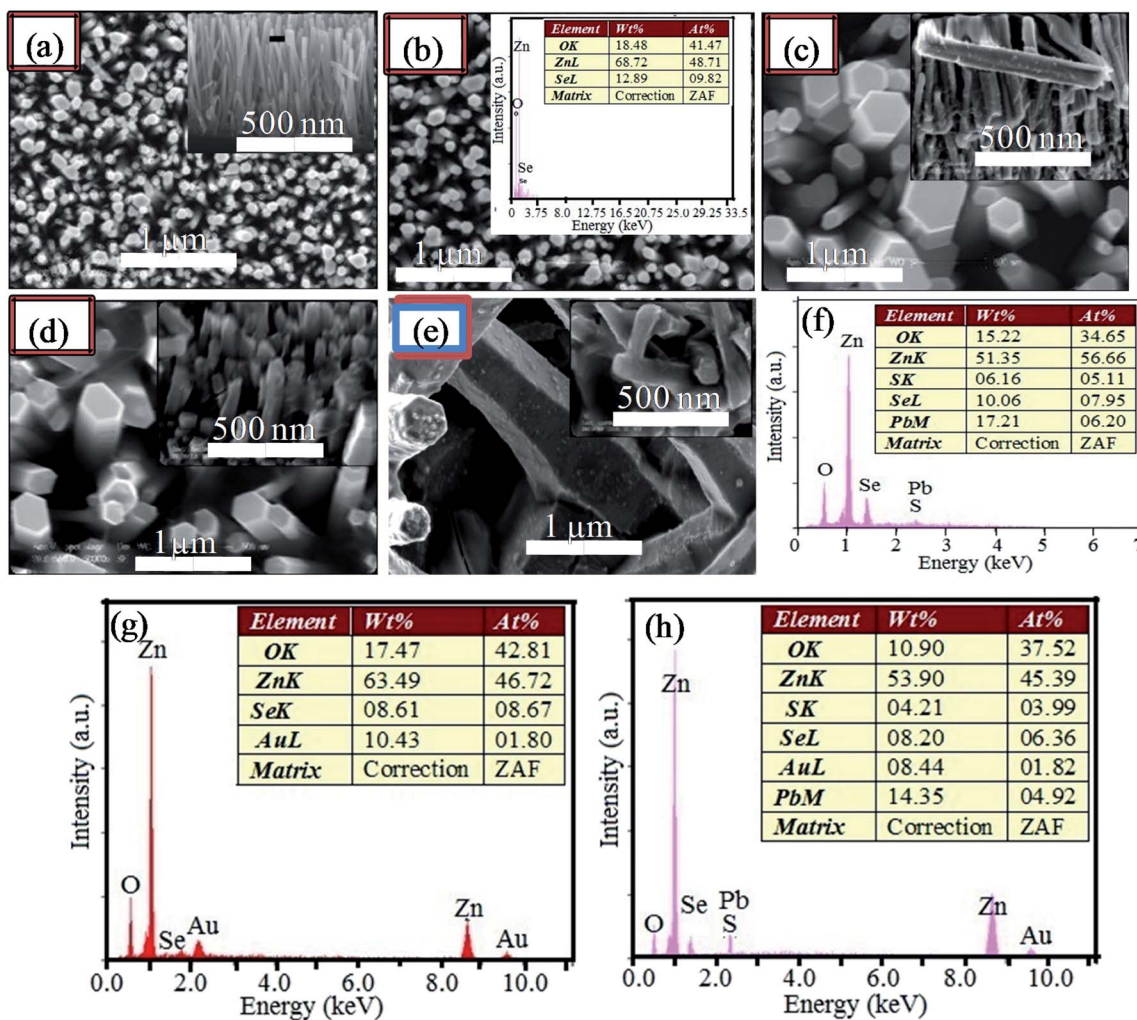 (a)
500 nm
1 µm
(b)
Element Wt% At%
OK 18.48 41.47
ZnL 68.72 48.71
SeL 12.89 09.82
Matrix Correction ZAF
Intensity (a.u.)
Zn
O
Se
Se
0 3.75 8.0 12.75 16.5 20.75 25.0 29.25 33.5
Energy (keV)
1 µm
(c)
500 nm
1 µm
(d)
500 nm
1 µm
(e)
500 nm
1 µm
(f)
Element Wt% At%
OK 15.22 34.65
ZnK 51.35 56.66
SK 06.16 05.11
SeL 10.06 07.95
PbM 17.21 06.20
Matrix Correction ZAF
Intensity (a.u.)
Zn
O
Se
Pb
S
0 1 2 3 4 5 6 7
Energy (keV)
(g)
Element Wt% At%
OK 17.47 42.81
ZnK 63.49 46.72
SeK 08.61 08.67
AuL 10.43 01.80
Matrix Correction ZAF
Intensity (a.u.)
Zn
O
Se
Au
Zn
Au
0 2.0 4.0 6.0 8.0 10.0
Energy (keV)
(h)
Element Wt% At%
OK 10.90 37.52
ZnK 53.90 45.39
SK 04.21 03.99
SeL 08.20 06.36
AuL 08.44 01.82
PbM 14.35 04.92
Matrix Correction ZAF
Intensity (a.u.)
Zn
O
Se
Pb
S
Zn
Au
0 2.0 4.0 6.0 8.0 10.0
Energy (keV)